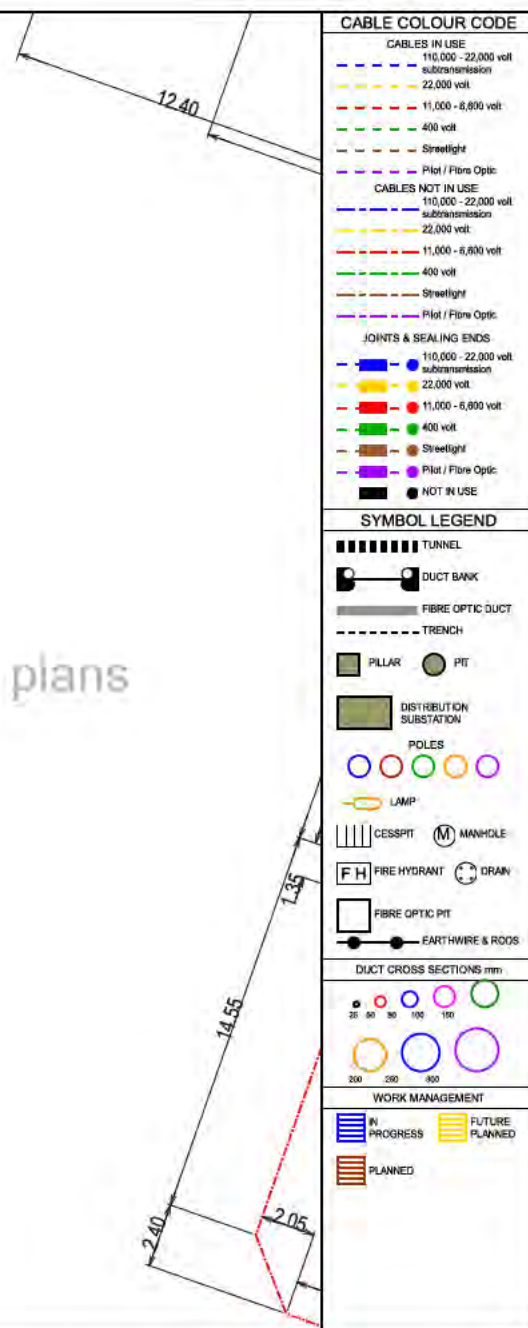 12.40
plans
1.35
14.55
2.40
2.05
CABLE COLOUR CODE
CABLES IN USE
110,000 - 22,000 volt
subtransmission
22,000 volt
11,000 - 6,600 volt
400 volt
Streetlight
Pilot / Fibre Optic
CABLES NOT IN USE
110,000 - 22,000 volt
subtransmission
22,000 volt
11,000 - 6,600 volt
400 volt
Streetlight
Pilot / Fibre Optic
JOINTS & SEALING ENDS
110,000 - 22,000 volt
subtransmission
22,000 volt
11,000 - 6,600 volt
400 volt
Streetlight
Pilot / Fibre Optic
NOT IN USE
SYMBOL LEGEND
TUNNEL
DUCT BANK
FIBRE OPTIC DUCT
TRENCH
PILLAR PIT
DISTRIBUTION
SUBSTATION
POLES
LAMP
CESSPIT M MANHOLE
F H FIRE HYDRANT DRAIN
FIBRE OPTIC PIT
EARTHWIRE & RODS
DUCT CROSS SECTIONS mm
25 50 80 100 150
200 250 300
WORK MANAGEMENT
IN PROGRESS
FUTURE PLANNED
PLANNED